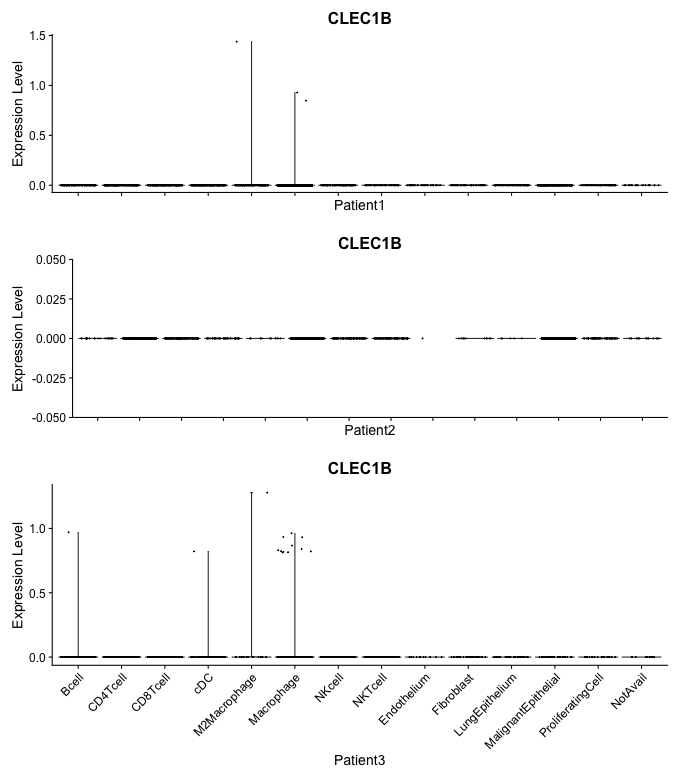 CLEC1B
1.5
1.0
0.5
0.0
Expression Level
Patient1
CLEC1B
0.050
0.025
0.000
-0.025
-0.050
Expression Level
Patient2
CLEC1B
1.0
0.5
0.0
Expression Level
Bcell
CD4Tcell
CD8Tcell
cDC
M2Macrophage
Macrophage
NKcell
NKTcell
Endothelium
Fibroblast
LungEpithelium
MalignantEpithelial
ProliferatingCell
NotAvail
Patient3